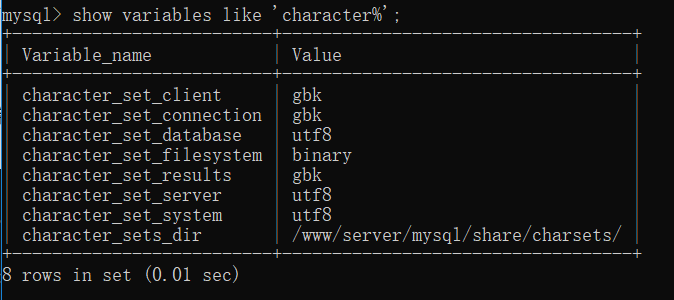 mysql> show variables like 'character%';
Variable_name Value
character_set_client gbk
character_set_connection gbk
character_set_database utf8
character_set_filesystem binary
character_set_results gbk
character_set_server utf8
character_set_system utf8
character_sets_dir /www/server/mysql/share/charsets/
8 rows in set (0.01 sec)